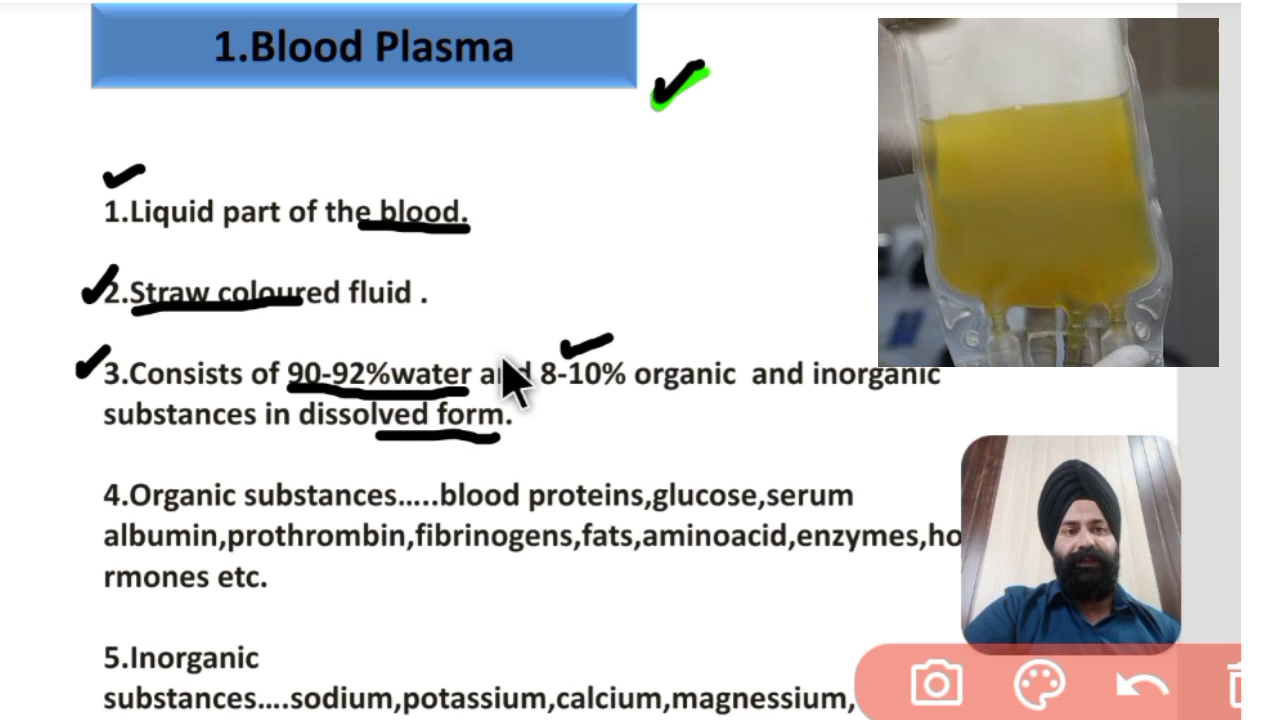 1.Blood Plasma
1.Liquid part of the blood.
2.Straw coloured fluid .
3.Consists of 90-92%water and 8-10% organic  and inorganic
substances in dissolved form.
4.Organic substances.....blood proteins,glucose,serum
albumin,prothrombin,fibrinogens,fats,aminoacid,enzymes,ho
rmones etc.
5.Inorganic
substances....sodium,potassium,calcium,magnessium,